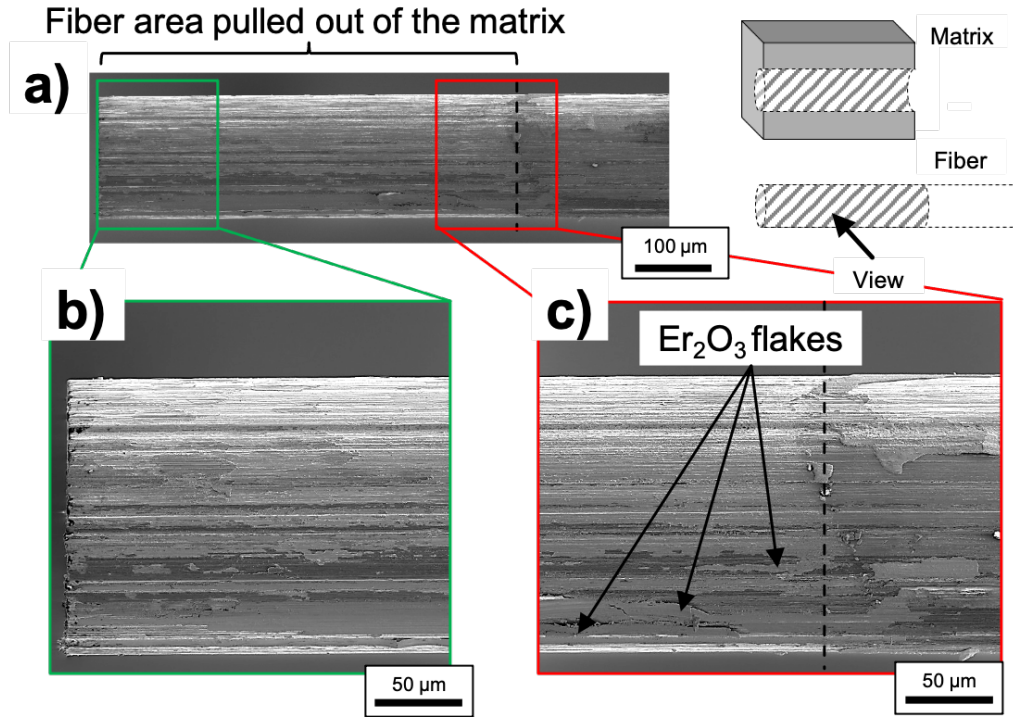 Fiber area pulled out of the matrix
a)
Matrix
Fiber
View
100 µm
b)
c)
Er₂O₃ flakes
50 µm
50 µm